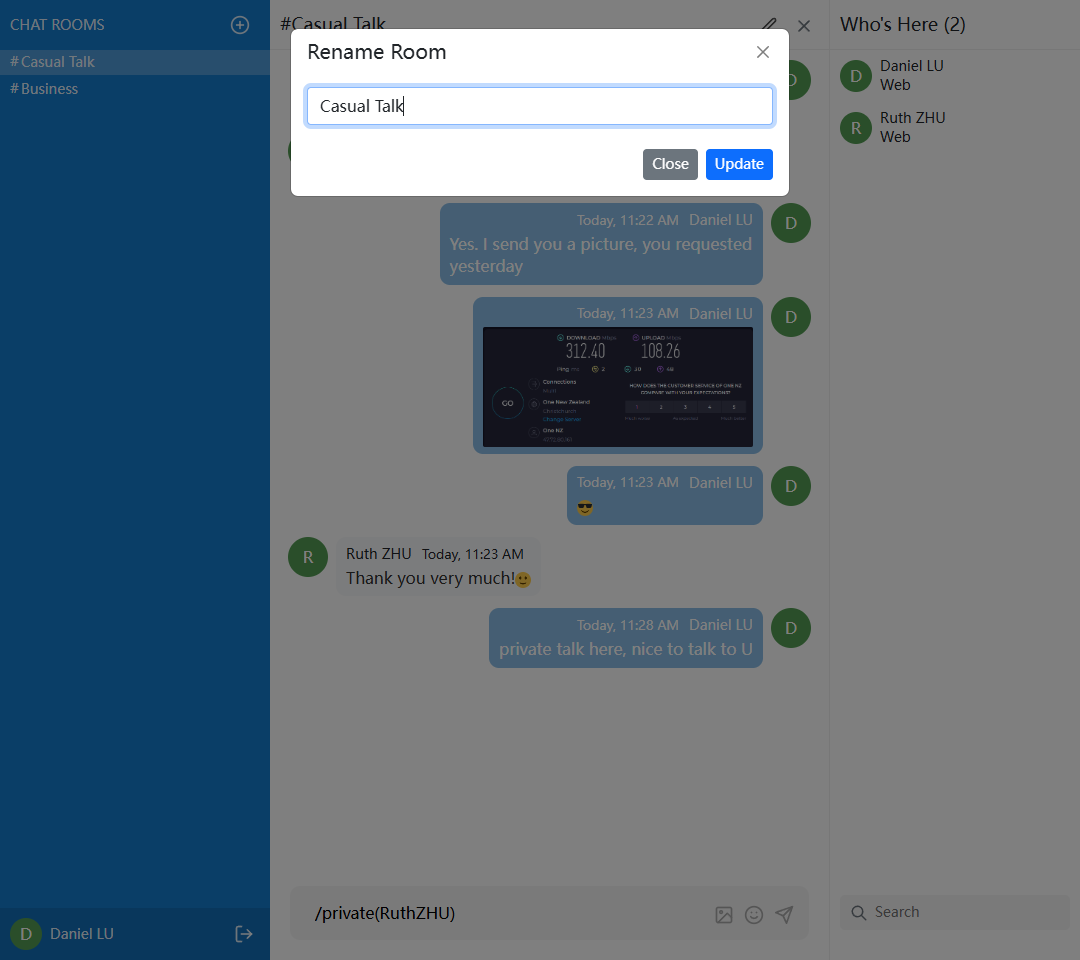 CHAT ROOMS
#Casual Talk
#Business
D
Daniel LU
#Casual Talk
Rename Room
Casual Talk
Close
Update
D
Today, 11:22 AM Daniel LU
Yes. I send you a picture, you requested
yesterday
D
Today, 11:23 AM Daniel LU
D
DOWNLOAD Mbps
UPLOAD Mbps
312.40
108.26
Ping ms
2
20
GO
Connections
Multi
One New Zealand
Christchurch
Change Server
One NZ
HOW DOES THE CUSTOMER SERVICE OF ONE NZ
COMPARE WITH YOUR EXPECTATIONS?
1 2 3 4 5
Today, 11:23 AM Daniel LU
😎
D
R
Ruth ZHU Today, 11:23 AM
Thank you very much!🙂
Today, 11:28 AM Daniel LU
private talk here, nice to talk to U
D
/private(RuthZHU)
Who's Here (2)
D
Daniel LU
Web
R
Ruth ZHU
Web
Search